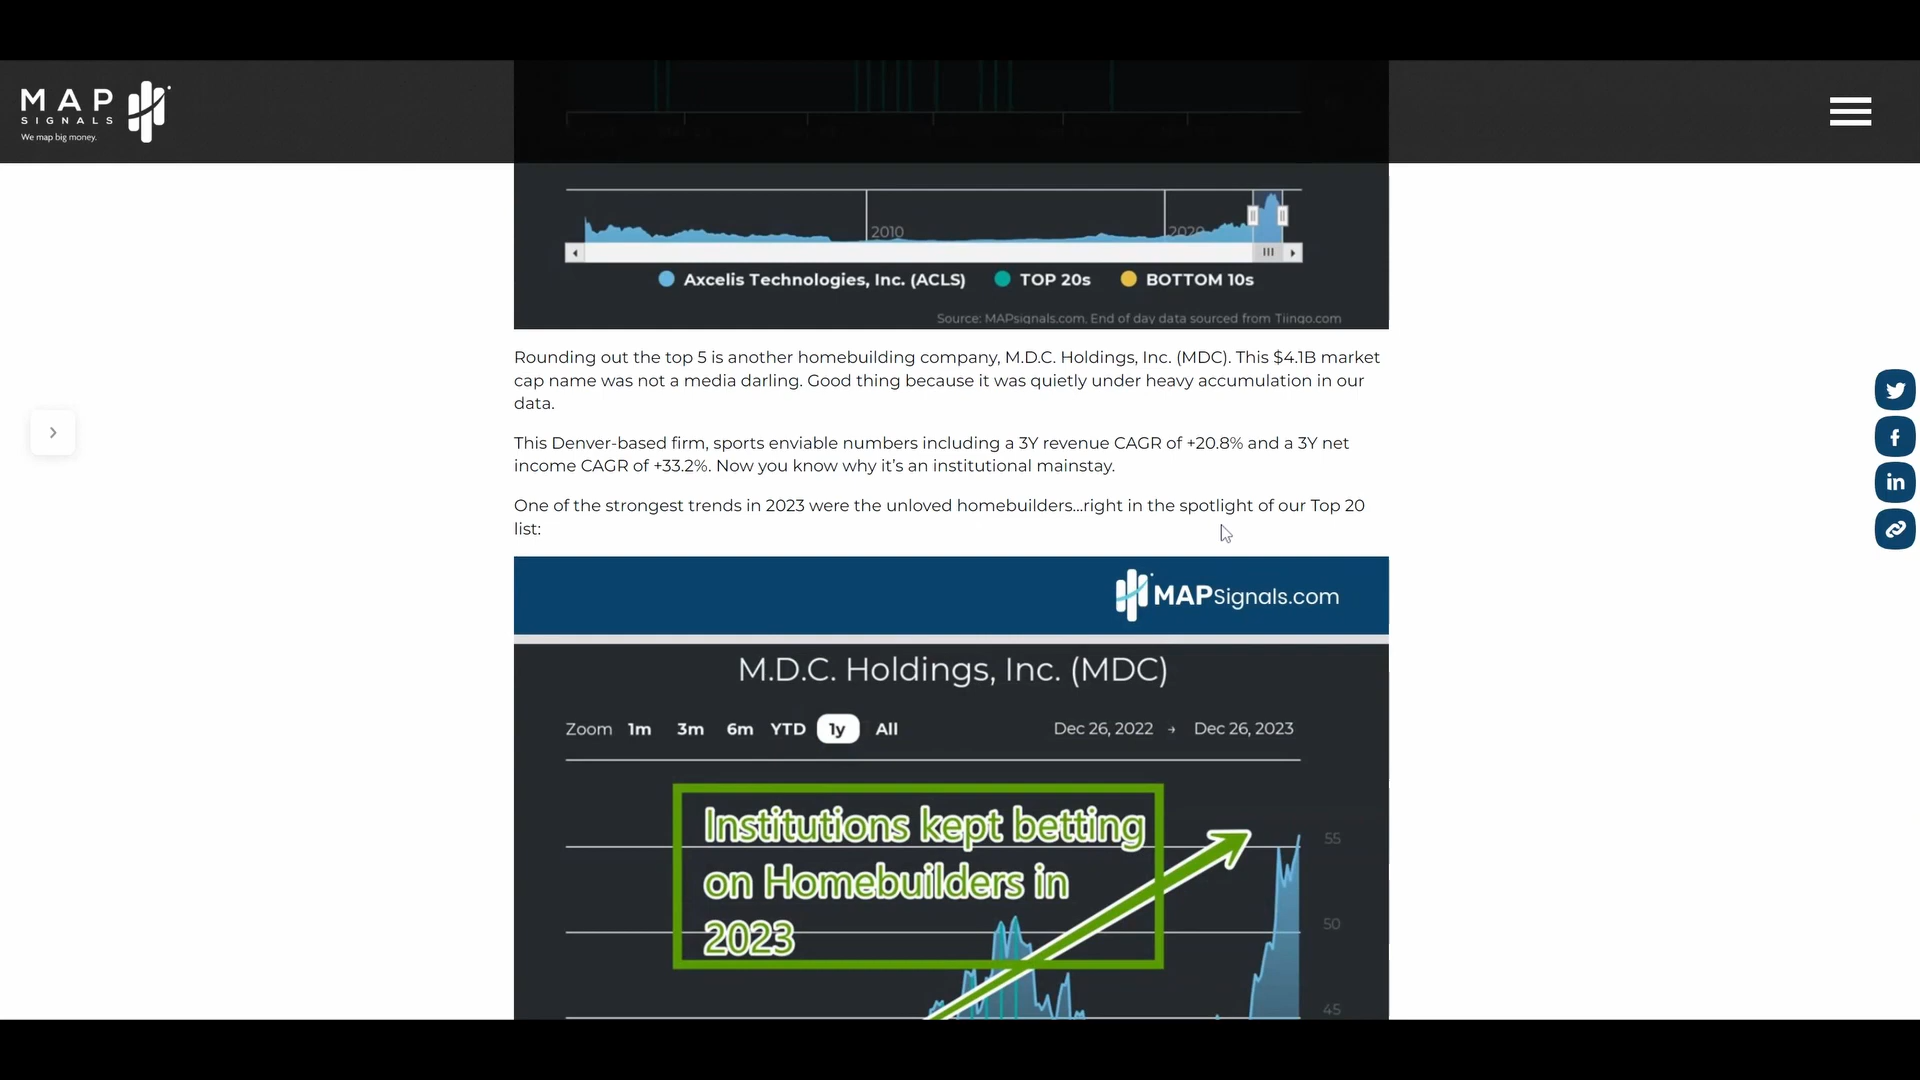 MAP
SIGNALS
We map big money.
2010
2020
Axcelis Technologies, Inc. (ACLS)
TOP 20s
BOTTOM 10s
Source: MAPsignals.com, End of day data sourced from Tiingo.com
Rounding out the top 5 is another homebuilding company, M.D.C. Holdings, Inc. (MDC). This $4.1B market
cap name was not a media darling. Good thing because it was quietly under heavy accumulation in our
data.
This Denver-based firm, sports enviable numbers including a 3Y revenue CAGR of +20.8% and a 3Y net
income CAGR of +33.2%. Now you know why it’s an institutional mainstay.
One of the strongest trends in 2023 were the unloved homebuilders…right in the spotlight of our Top 20
list:
MAPSignals.com
M.D.C. Holdings, Inc. (MDC)
Zoom 1m 3m 6m YTD 1y All
Dec 26, 2022 → Dec 26, 2023
Institutions kept betting
on Homebuilders in
2023
55
50
45